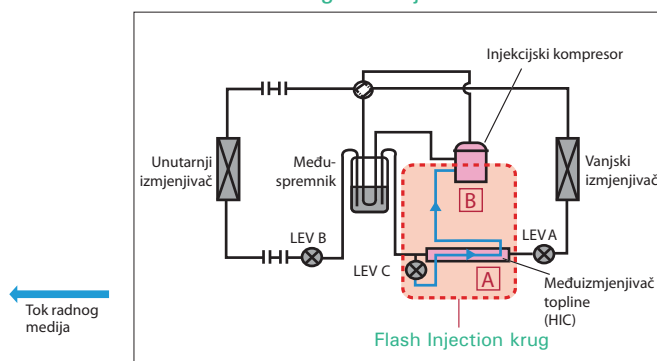 Injekcijski kompresor
Unutarnji
izmjenjivač
Među-
spremnik
Vanjski
izmjenjivač
B
LEV B
LEV A
LEV C
A
Međuizmjenjivač
topline
(HIC)
Tok radnog
medija
Flash Injection krug